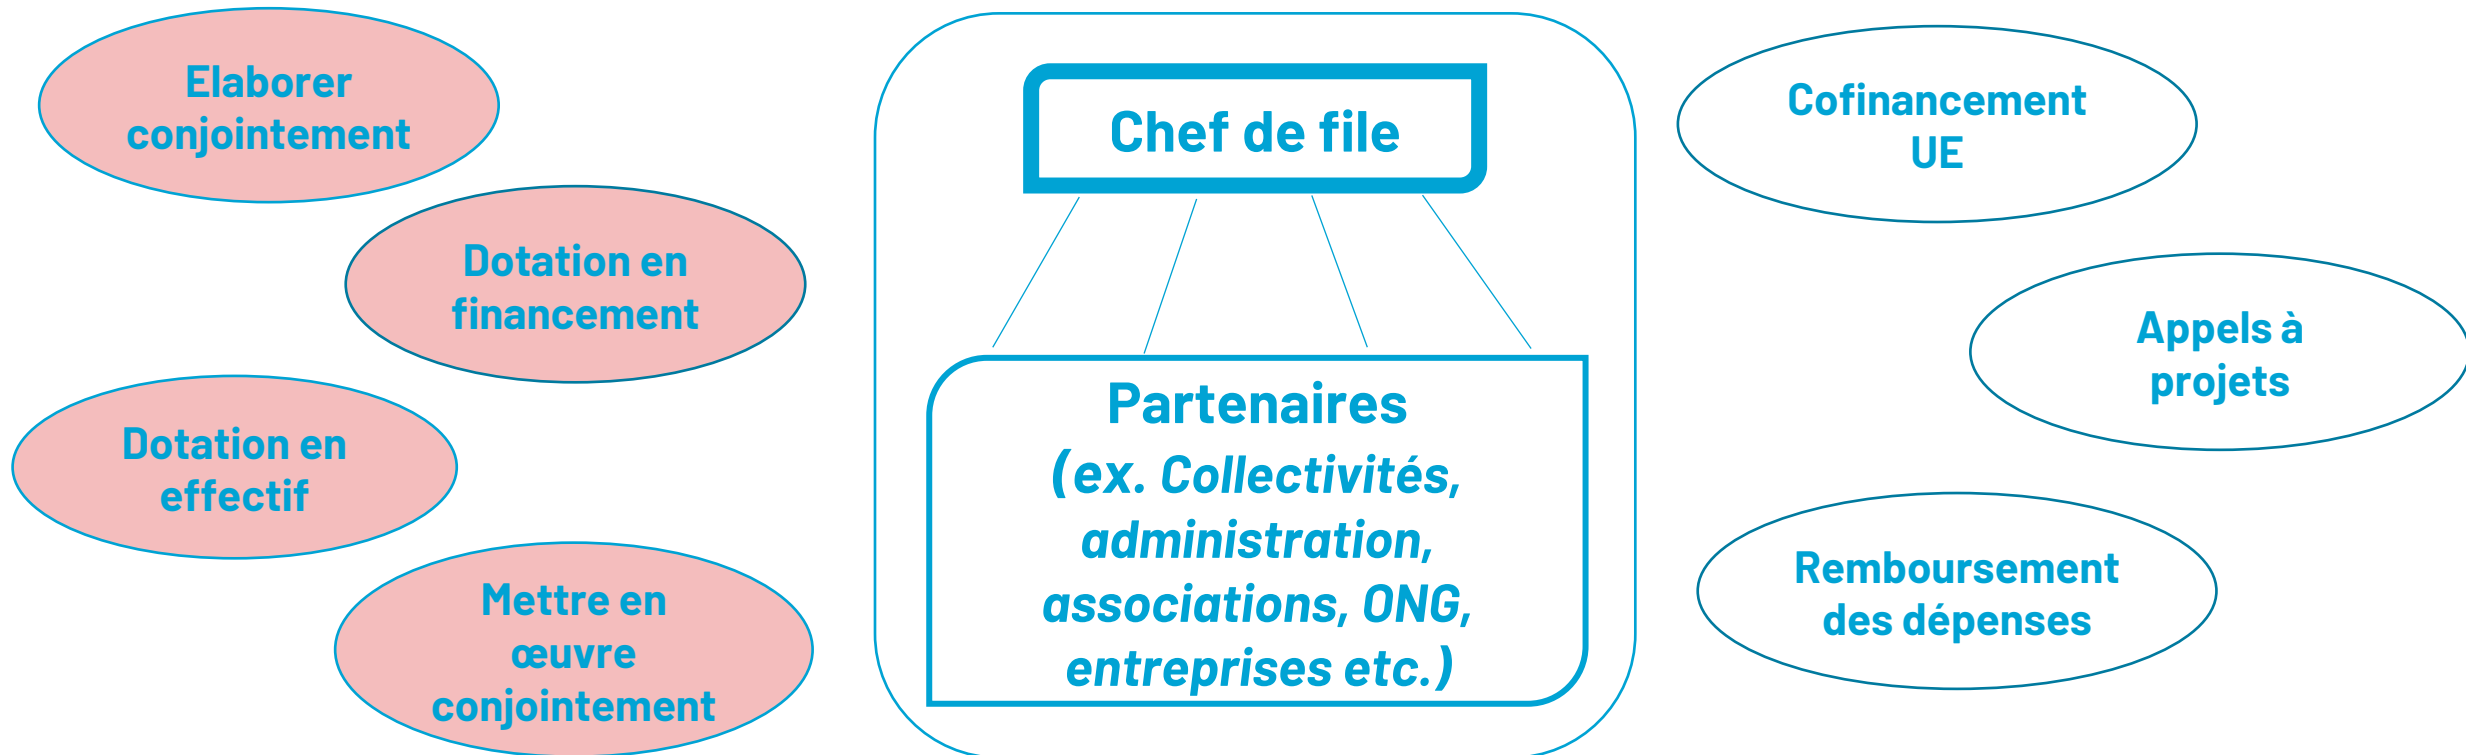 Elaborer
conjointement
Dotation en
financement
Dotation en
effectif
Mettre en
œuvre
conjointement
Chef de file
Partenaires
(ex. Collectivités,
administration,
associations, ONG,
entreprises etc.)
Cofinancement
UE
Appels à
projets
Remboursement
des dépenses